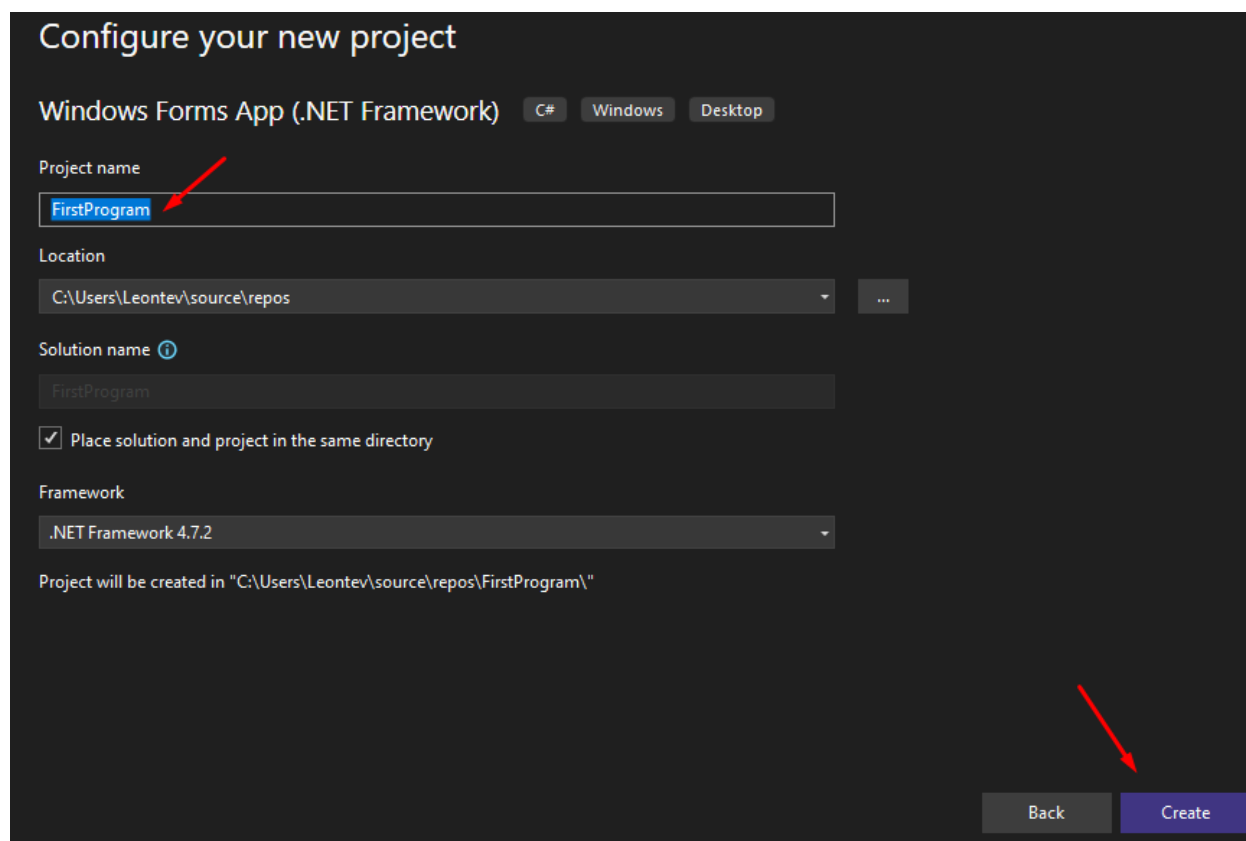 Configure your new project
Windows Forms App (.NET Framework) C# Windows Desktop
Project name
FirstProgram
Location
C:\Users\Leontev\source\repos
...
Solution name
FirstProgram
Place solution and project in the same directory
Framework
.NET Framework 4.7.2
Project will be created in "C:\Users\Leontev\source\repos\FirstProgram\"
Back Create